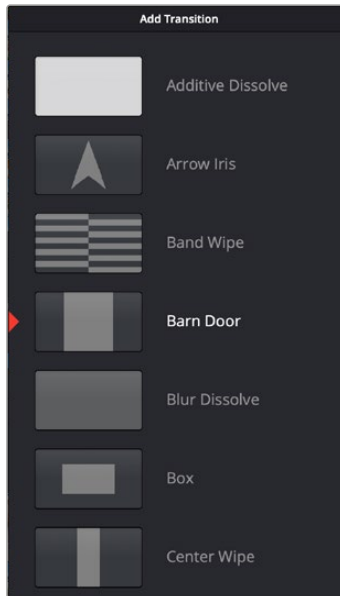 Add Transition
Additive Dissolve
Arrow Iris
Band Wipe
Barn Door
Blur Dissolve
Box
Center Wipe